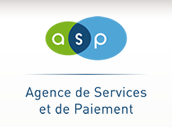 asp
Agence de Services
et de Paiement